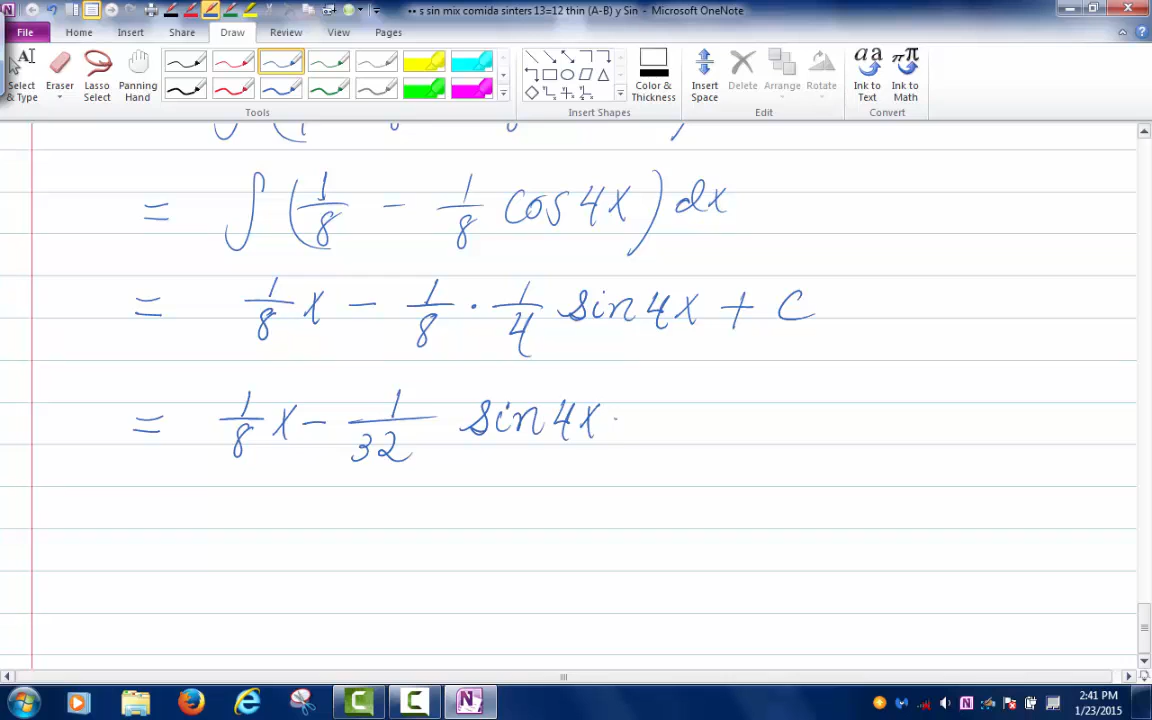 •• s sin mix comida sinters 13=12 thin (A-B) y Sin - Microsoft OneNote
File Home Insert Share Draw Review View Pages
Select & Type Eraser Lasso Select Panning Hand Color & Thickness Insert Space Delete Arrange Rotate Ink to Text Ink to Math
Tools Insert Shapes Edit Convert
= ∫ (1/8 - 1/8 cos 4x) dx
= 1/8 x - 1/8 · 1/4 sin 4x + C
= 1/8 x - 1/32 sin 4x
2:41 PM
1/23/2015